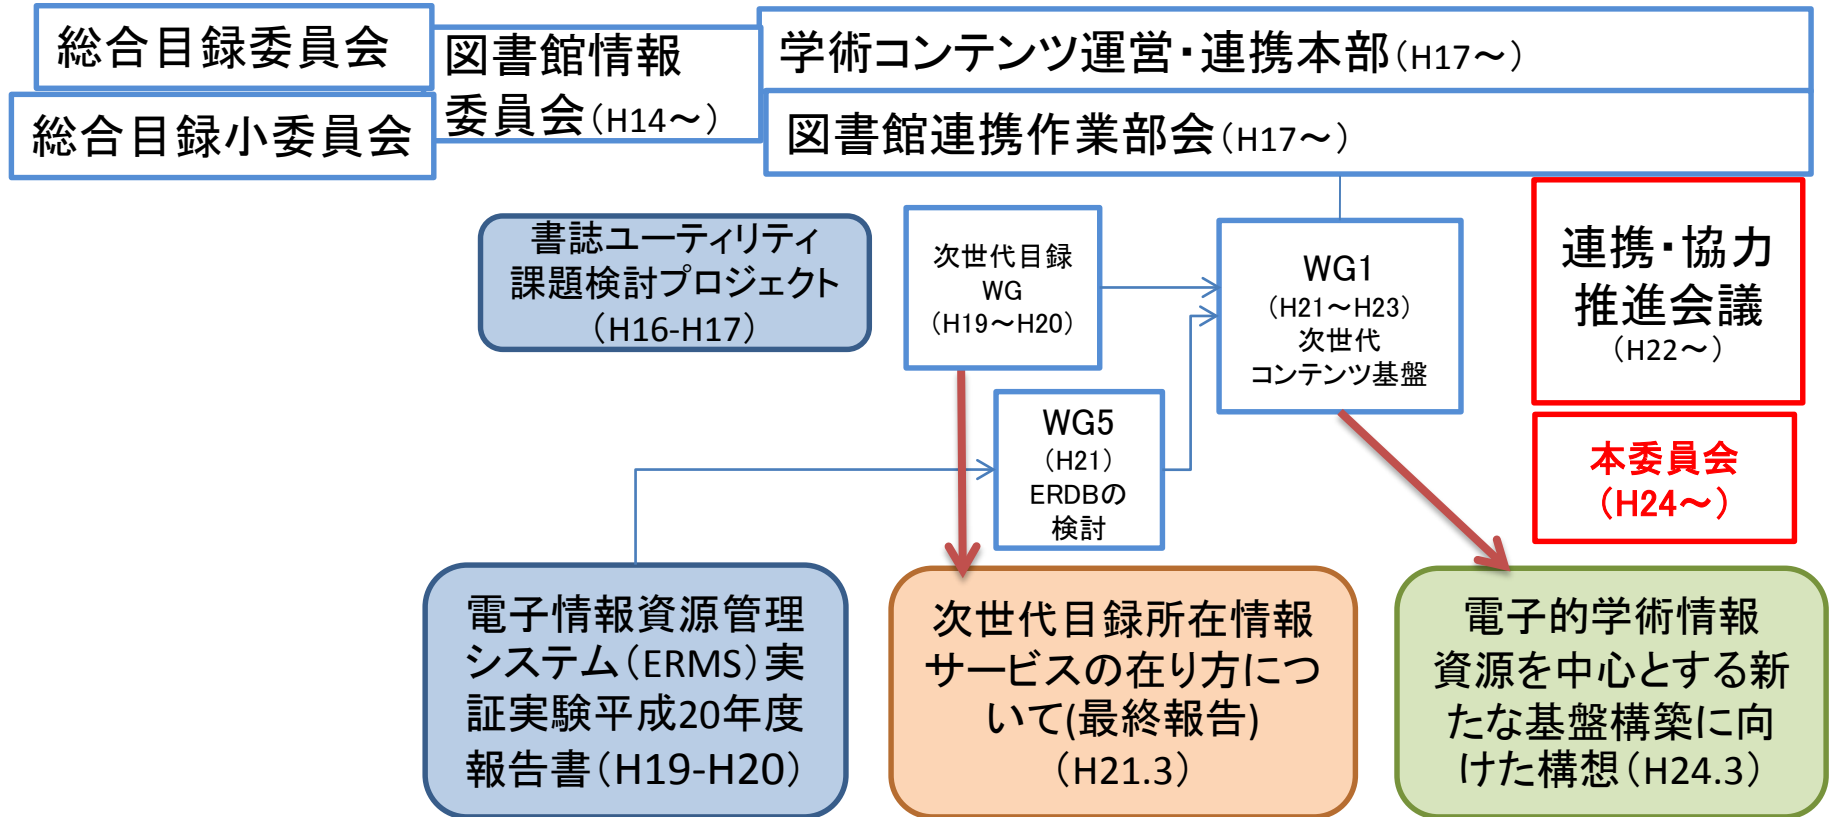 総合目録委員会
総合目録小委員会
図書館情報
委員会（H14～）
学術コンテンツ運営・連携本部（H17～）
図書館連携作業部会（H17～）
書誌ユーティリティ
課題検討プロジェクト
（H16-H17）
次世代目録
WG
（H19～H20）
WG1
（H21～H23）
次世代
コンテンツ基盤
連携・協力
推進会議
（H22～）
WG5
（H21）
ERDBの
検討
本委員会
（H24～）
電子情報資源管理
システム（ERMS）実
証実験平成20年度
報告書（H19-H20）
次世代目録所在情報
サービスの在り方につ
いて(最終報告)
（H21.3）
電子的学術情報
資源を中心とする新
たな基盤構築に向
けた構想（H24.3）